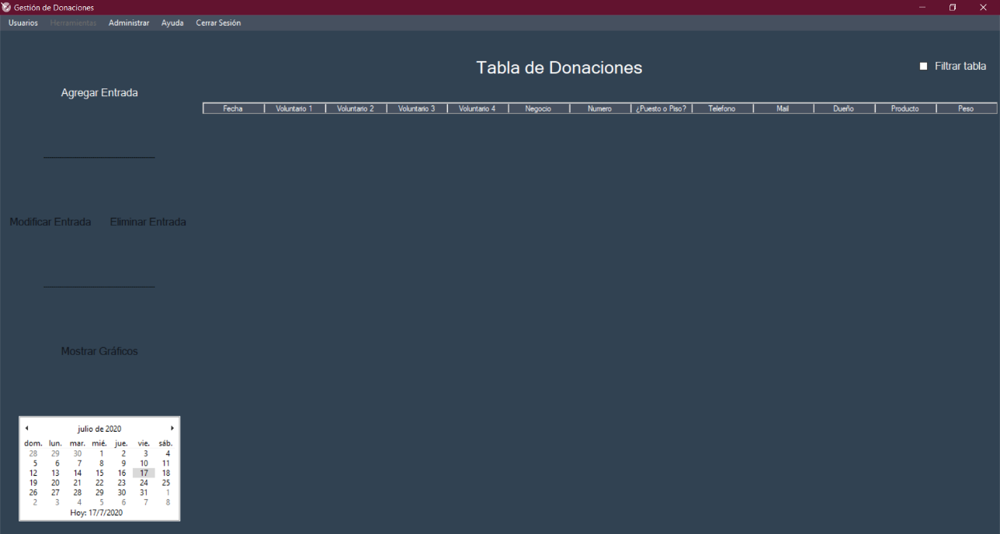 Gestión de Donaciones
Usuarios Herramientas Administrar Ayuda Cerrar Sesión
Tabla de Donaciones
Filtrar tabla
Agregar Entrada
Fecha Voluntario 1 Voluntario 2 Voluntario 3 Voluntario 4 Negocio Numero ¿Puesto o Piso? Telefono Mail Dueño Producto Peso
Modificar Entrada Eliminar Entrada
Mostrar Gráficos
julio de 2020
dom. lun. mar. mié. jue. vie. sáb.
28 29 30 1 2 3 4
5 6 7 8 9 10 11
12 13 14 15 16 17 18
19 20 21 22 23 24 25
26 27 28 29 30 31 1
2 3 4 5 6 7 8
Hoy: 17/7/2020